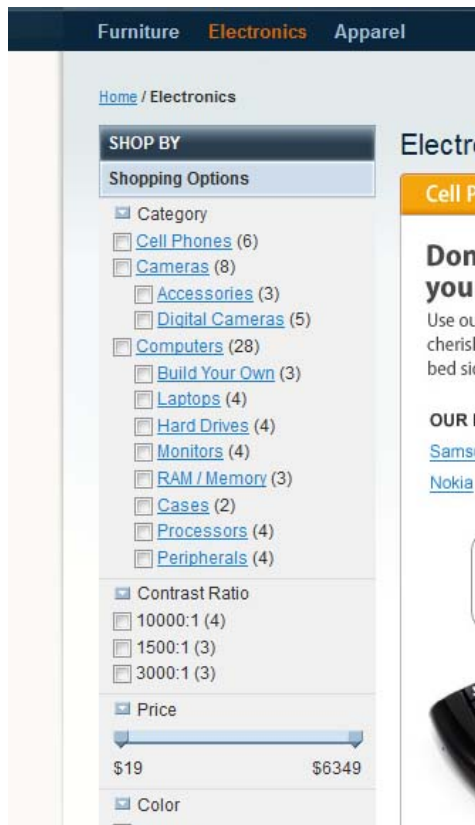 Furniture Electronics Apparel
Home / Electronics
SHOP BY
Shopping Options
Category
Cell Phones (6)
Cameras (8)
Accessories (3)
Digital Cameras (5)
Computers (28)
Build Your Own (3)
Laptops (4)
Hard Drives (4)
Monitors (4)
RAM / Memory (3)
Cases (2)
Processors (4)
Peripherals (4)
Contrast Ratio
10000:1 (4)
1500:1 (3)
3000:1 (3)
Price
$19 $6349
Color
Electr
Cell P
Don
you
Use ou
cheris
bed si
OUR
Sams
Nokia